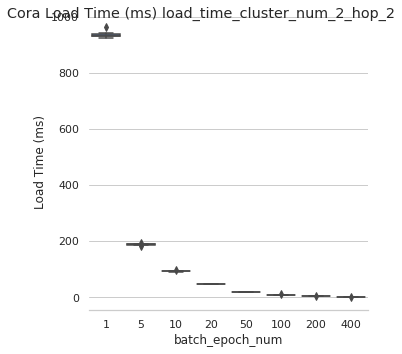 Cora Load Time (ms) load_time_cluster_num_2_hop_2
1000
800
600
400
200
0
Load Time (ms)
1 5 10 20 50 100 200 400
batch_epoch_num